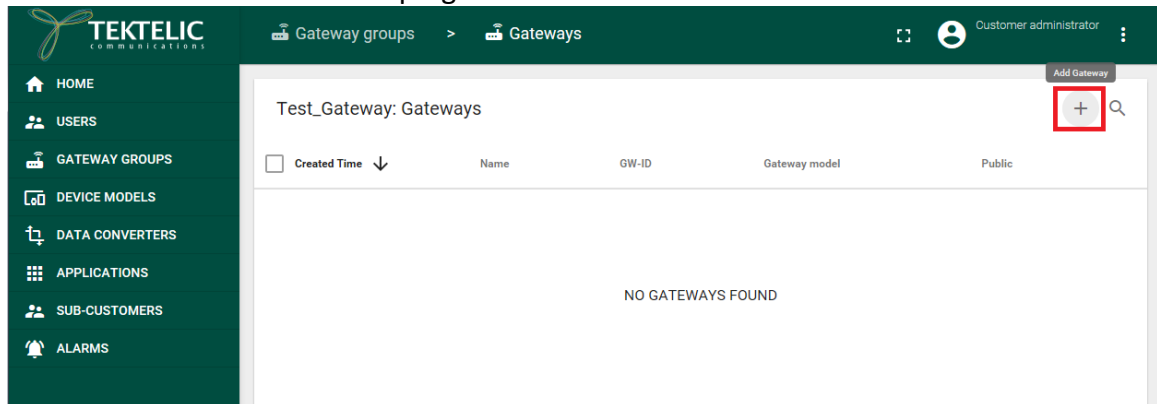 TEKTELIC
communications
Gateway groups > Gateways
Customer administrator
Add Gateway
HOME
USERS
GATEWAY GROUPS
DEVICE MODELS
DATA CONVERTERS
APPLICATIONS
SUB-CUSTOMERS
ALARMS
Test_Gateway: Gateways
Created Time Name GW-ID Gateway model Public
NO GATEWAYS FOUND